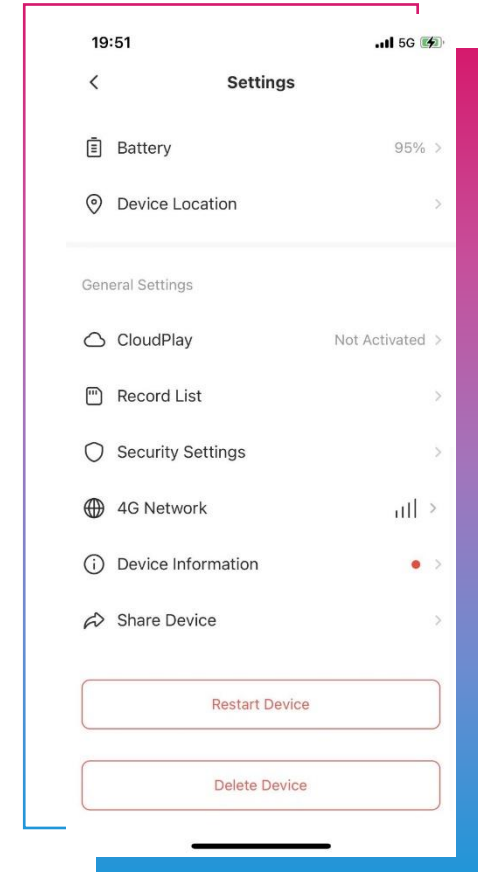 19:51 5G
Settings
Battery 95%
Device Location
General Settings
CloudPlay Not Activated
Record List
Security Settings
4G Network
Device Information
Share Device
Restart Device
Delete Device